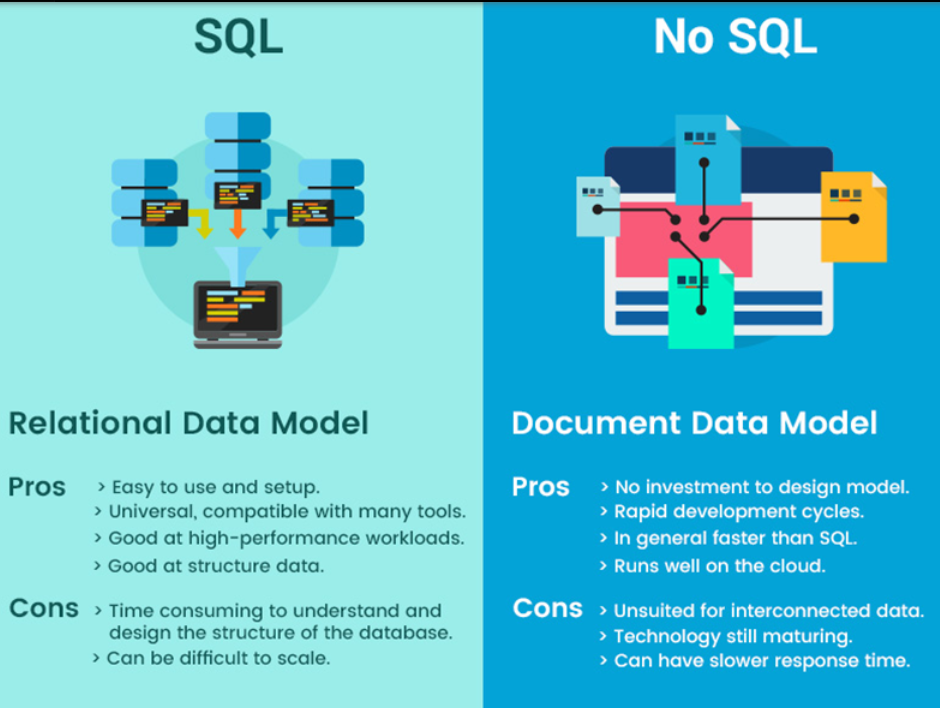 SQL
Relational Data Model
Pros
> Easy to use and setup.
> Universal, compatible with many tools.
> Good at high-performance workloads.
> Good at structure data.
Cons
> Time consuming to understand and
design the structure of the database.
> Can be difficult to scale.
No SQL
Document Data Model
Pros
> No investment to design model.
> Rapid development cycles.
> In general faster than SQL.
> Runs well on the cloud.
Cons
> Unsuited for interconnected data.
> Technology still maturing.
> Can have slower response time.